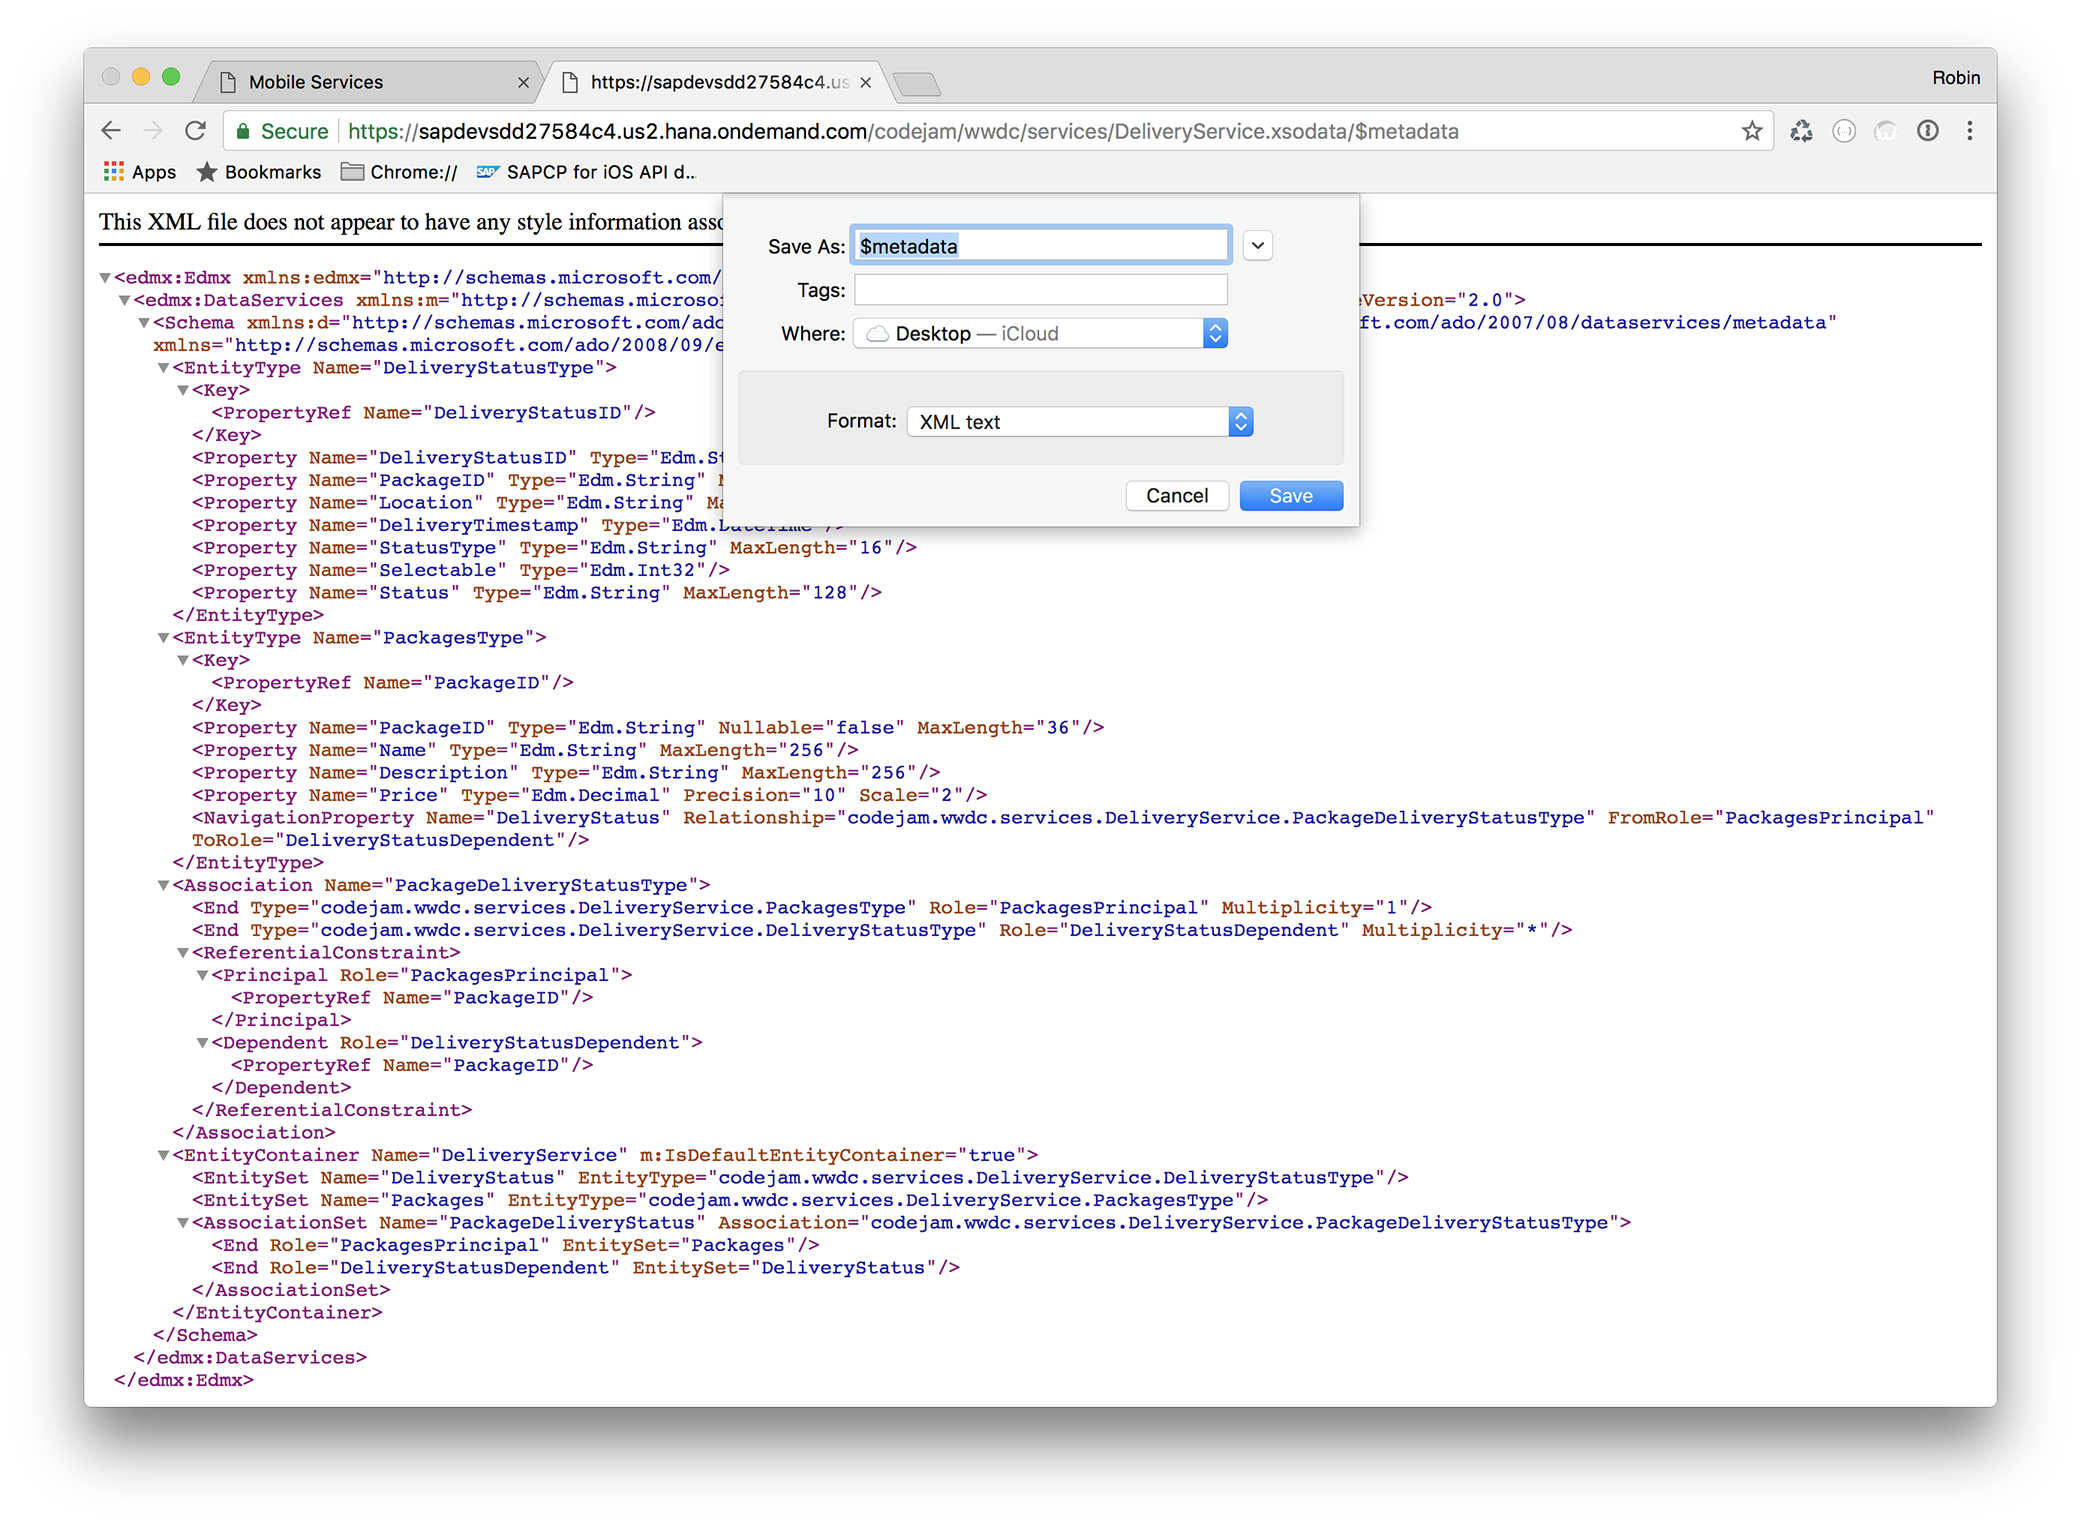 Mobile Services
https://sapdevsdd27584c4.us
Robin
Secure https://sapdevsdd27584c4.us2.hana.ondemand.com/codejam/wwdc/services/DeliveryService.xsodata/$metadata
Apps Bookmarks Chrome:// SAP SAPCP for iOS API d...
This XML file does not appear to have any style information asso
Save As: $metadata
Tags:
Where: Desktop — iCloud
Format: XML text
Cancel Save
<edmx:Edmx xmlns:edmx="http://schemas.microsoft.com/
<edmx:DataServices xmlns:m="http://schemas.microsof eVersion="2.0">
<Schema xmlns:d="http://schemas.microsoft.com/ado ft.com/ado/2007/08/dataservices/metadata"
xmlns="http://schemas.microsoft.com/ado/2008/09/e
<EntityType Name="DeliveryStatusType">
<Key>
<PropertyRef Name="DeliveryStatusID"/>
</Key>
<Property Name="DeliveryStatusID" Type="Edm.St
<Property Name="PackageID" Type="Edm.String" M
<Property Name="Location" Type="Edm.String" Ma
<Property Name="DeliveryTimestamp" Type="Edm.DateTime"/>
<Property Name="StatusType" Type="Edm.String" MaxLength="16"/>
<Property Name="Selectable" Type="Edm.Int32"/>
<Property Name="Status" Type="Edm.String" MaxLength="128"/>
</EntityType>
<EntityType Name="PackagesType">
<Key>
<PropertyRef Name="PackageID"/>
</Key>
<Property Name="PackageID" Type="Edm.String" Nullable="false" MaxLength="36"/>
<Property Name="Name" Type="Edm.String" MaxLength="256"/>
<Property Name="Description" Type="Edm.String" MaxLength="256"/>
<Property Name="Price" Type="Edm.Decimal" Precision="10" Scale="2"/>
<NavigationProperty Name="DeliveryStatus" Relationship="codejam.wwdc.services.DeliveryService.PackageDeliveryStatusType" FromRole="PackagesPrincipal"
ToRole="DeliveryStatusDependent"/>
</EntityType>
<Association Name="PackageDeliveryStatusType">
<End Type="codejam.wwdc.services.DeliveryService.PackagesType" Role="PackagesPrincipal" Multiplicity="1"/>
<End Type="codejam.wwdc.services.DeliveryService.DeliveryStatusType" Role="DeliveryStatusDependent" Multiplicity="*"/>
<ReferentialConstraint>
<Principal Role="PackagesPrincipal">
<PropertyRef Name="PackageID"/>
</Principal>
<Dependent Role="DeliveryStatusDependent">
<PropertyRef Name="PackageID"/>
</Dependent>
</ReferentialConstraint>
</Association>
<EntityContainer Name="DeliveryService" m:IsDefaultEntityContainer="true">
<EntitySet Name="DeliveryStatus" EntityType="codejam.wwdc.services.DeliveryService.DeliveryStatusType"/>
<EntitySet Name="Packages" EntityType="codejam.wwdc.services.DeliveryService.PackagesType"/>
<AssociationSet Name="PackageDeliveryStatus" Association="codejam.wwdc.services.DeliveryService.PackageDeliveryStatusType">
<End Role="PackagesPrincipal" EntitySet="Packages"/>
<End Role="DeliveryStatusDependent" EntitySet="DeliveryStatus"/>
</AssociationSet>
</EntityContainer>
</Schema>
</edmx:DataServices>
</edmx:Edmx>